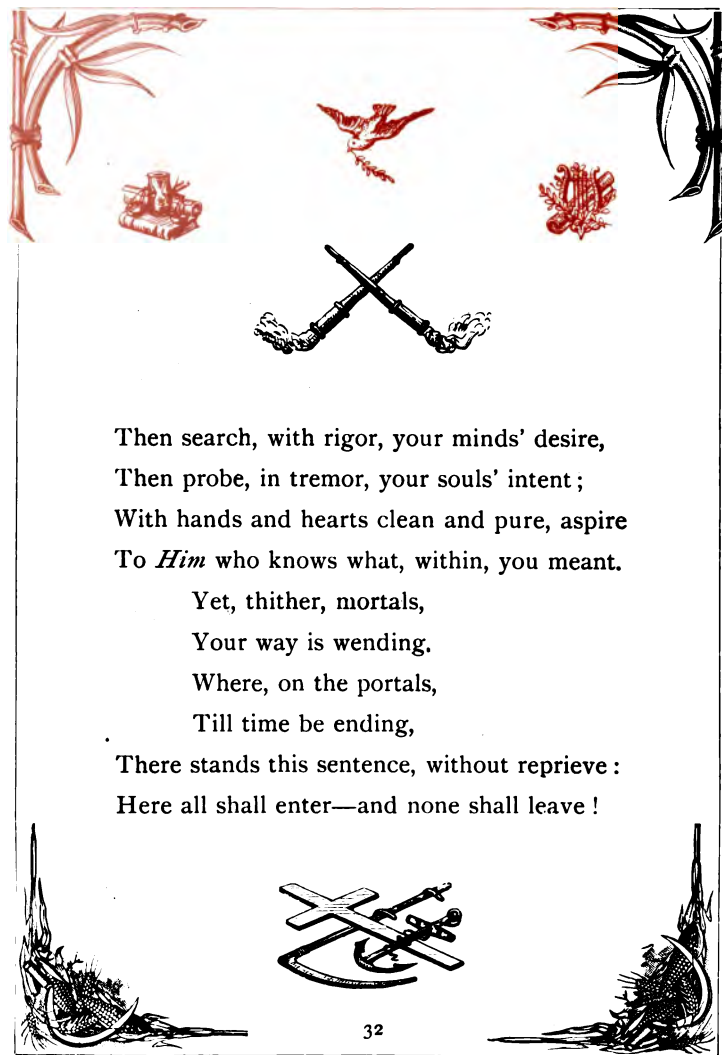 Then search, with rigor, your minds’ desire,
Then probe, in tremor, your souls’ intent ;
With hands and hearts clean and pure, aspire
To Him who knows what, within, you meant.
Yet, thither, mortals,
Your way is wending.
Where, on the portals,
Till time be ending,
There stands this sentence, without reprieve :
Here all shall enter—and none shall leave !
32